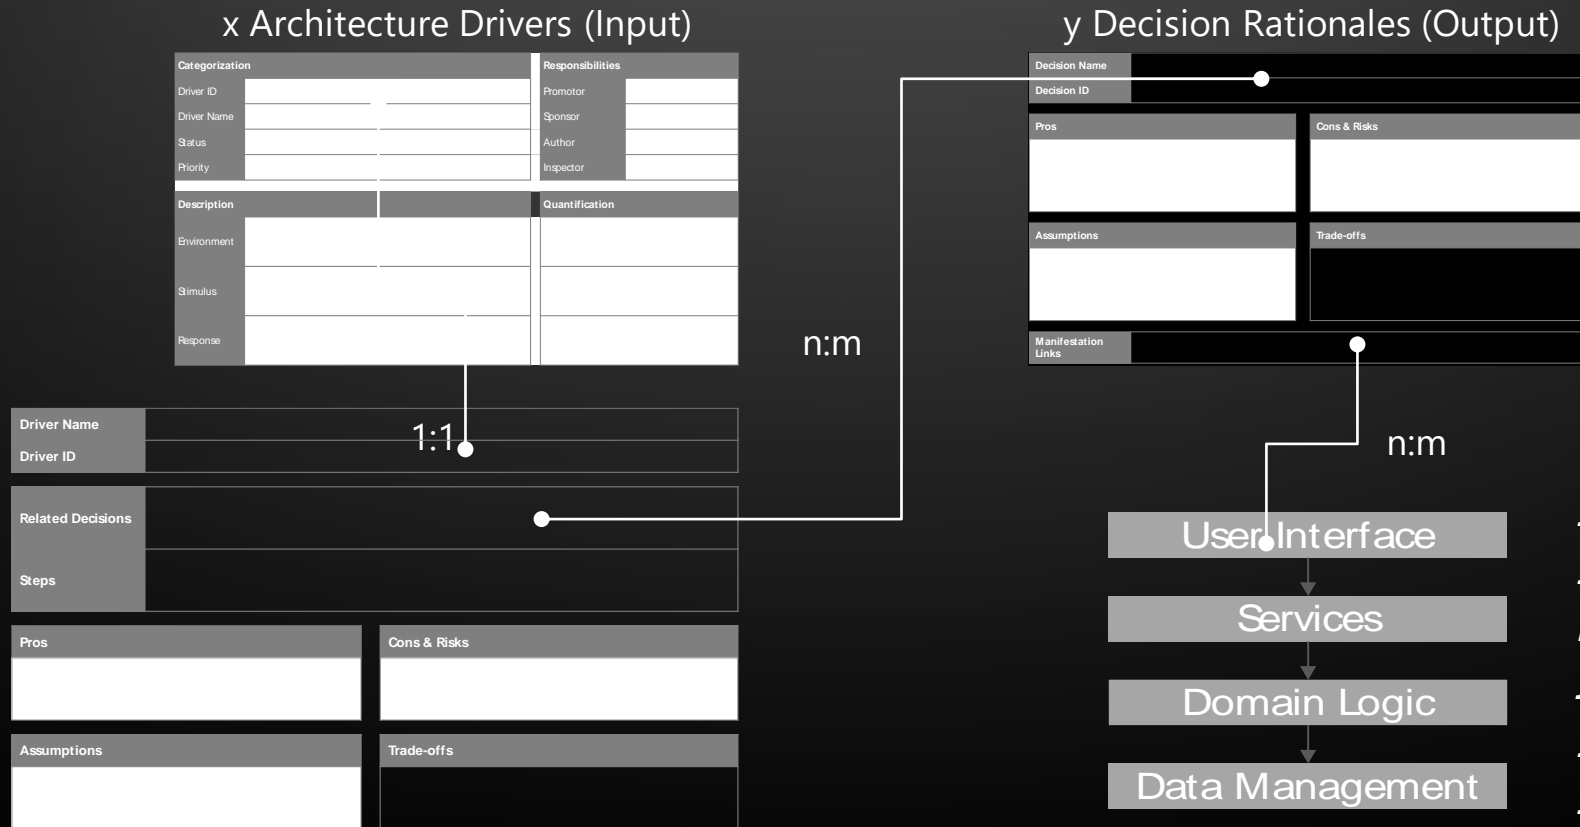 x Architecture Drivers (Input)
Categorization
Responsibilities
Driver ID
Promotor
Driver Name
Sponsor
Status
Author
Priority
Inspector
Description
Quantification
Environment
Stimulus
Response
1:1
Driver Name
Driver ID
Related Decisions
Steps
Pros
Cons & Risks
Assumptions
Trade-offs
n:m
y Decision Rationales (Output)
Decision Name
Decision ID
Pros
Cons & Risks
Assumptions
Trade-offs
Manifestation
Links
n:m
User Interface
Services
Domain Logic
Data Management